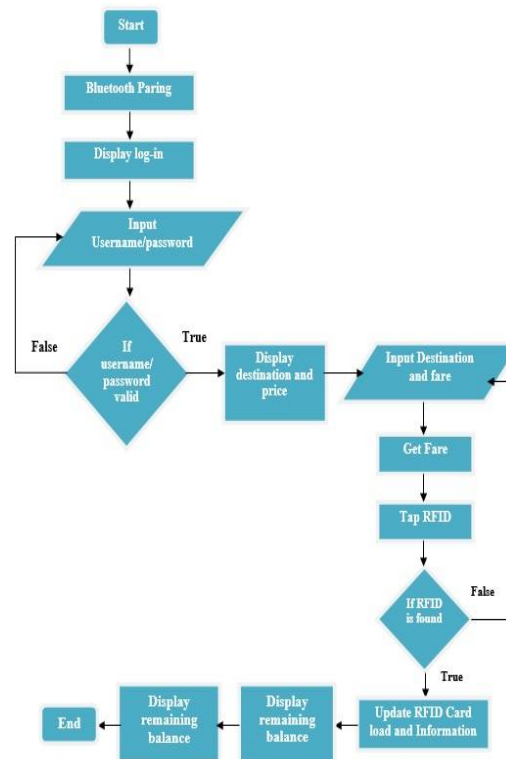 Start
Bluetooth Paring
Display log-in
Input
Username/password
False
If
username/
password
valid
True
Display
destination and
price
Input Destination
and fare
Get Fare
Tap RFID
If RFID
is found
False
True
Update RFID Card
load and Information
Display
remaining
balance
Display
remaining
balance
End